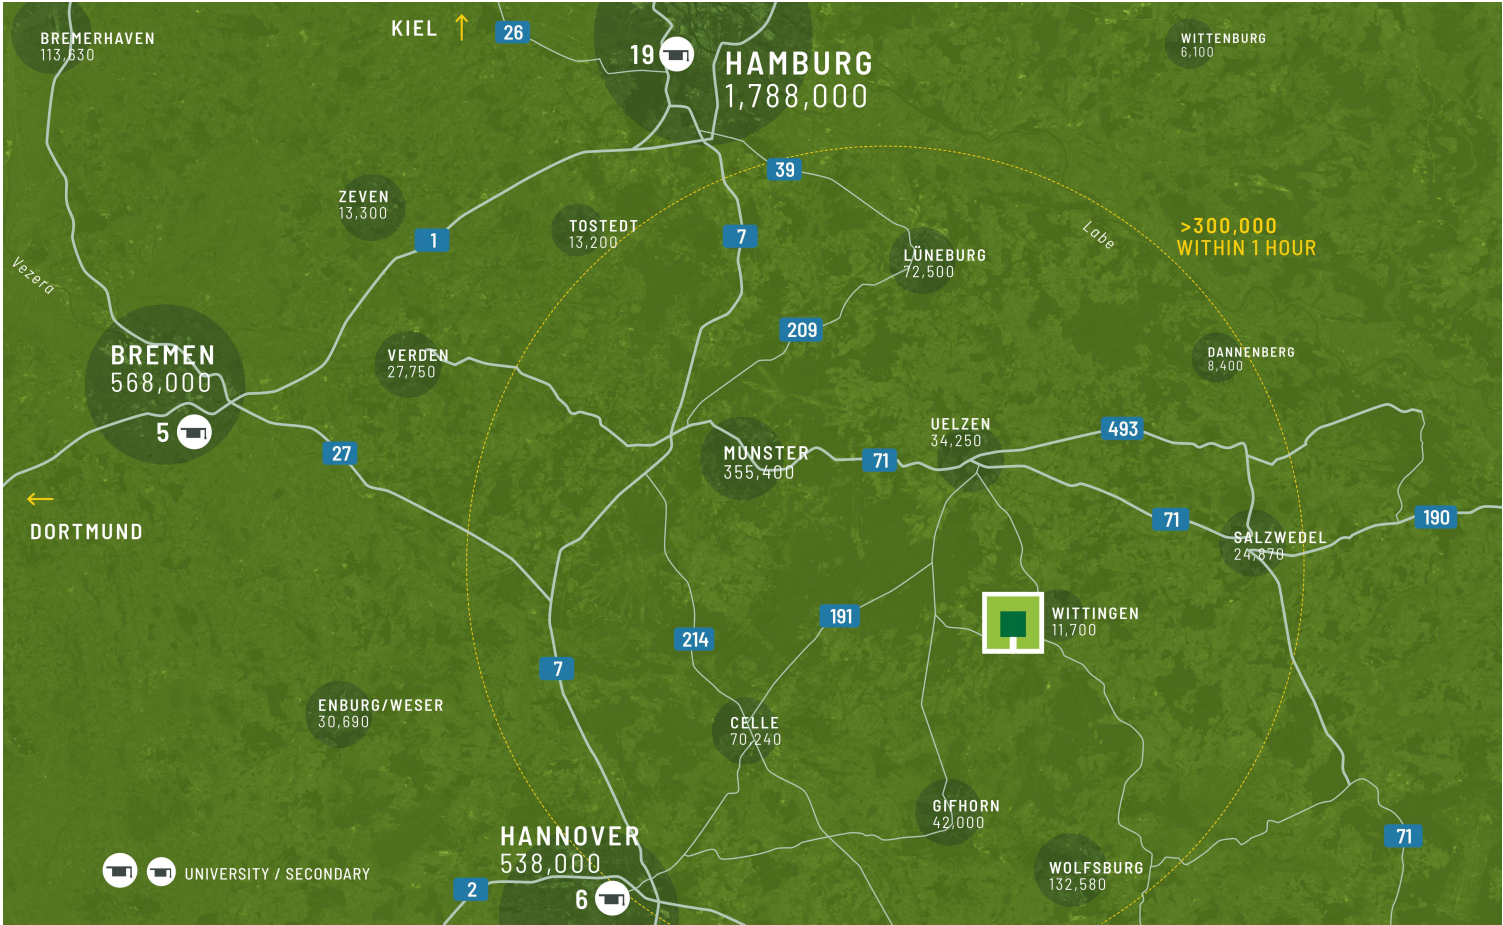 BREMERHAVEN
113,630
KIEL
26
19
HAMBURG
1,788,000
WITTENBURG
6,100
39
ZEVEN
13,300
1
TOSTEDT
13,200
7
LÜNEBURG
72,500
Labe
>300,000
WITHIN 1 HOUR
Vezera
209
BREMEN
568,000
5
VERDEN
27,750
DANNENBERG
8,400
27
MUNSTER
355,400
71
UELZEN
34,250
493
DORTMUND
71
SALZWEDEL
24,870
190
191
WITTINGEN
11,700
214
7
ENBURG/WESER
30,690
CELLE
70,240
GIFHORN
42,000
HANNOVER
538,000
6
2
71
WOLFSBURG
132,580
UNIVERSITY / SECONDARY